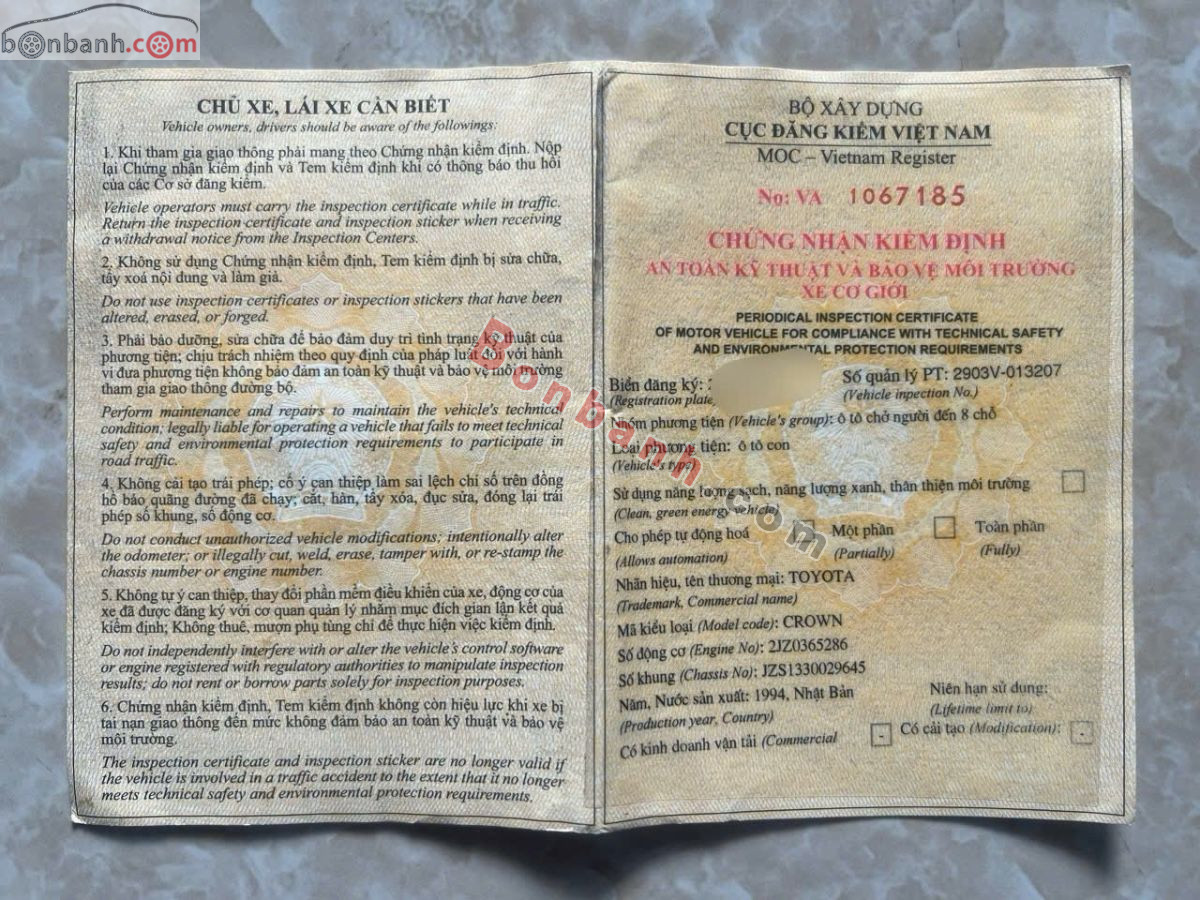 bonbanh.com
CHỦ XE, LÁI XE CẦN BIẾT
Vehicle owners, drivers should be aware of the followings:
1. Khi tham gia giao thông phải mang theo Chứng nhận kiểm định. Nộp
lại Chứng nhận kiểm định và Tem kiểm định khi có thông báo thu hồi
của các Cơ sở đăng kiểm.
Vehicle operators must carry the inspection certificate while in traffic.
Return the inspection certificate and inspection sticker when receiving
a withdrawal notice from the Inspection Centers.
2. Không sử dụng Chứng nhận kiểm định, Tem kiểm định bị sửa chữa,
tẩy xoá nội dung và làm giả.
Do not use inspection certificates or inspection stickers that have been
altered, erased, or forged.
3. Phải bảo dưỡng, sửa chữa để bảo đảm duy trì tình trạng kỹ thuật của
phương tiện; chịu trách nhiệm theo quy định của pháp luật đối với hành
vi đưa phương tiện không bảo đảm an toàn kỹ thuật và bảo vệ môi trường
tham gia giao thông đường bộ.
Perform maintenance and repairs to maintain the vehicle's technical
condition; legally liable for operating a vehicle that fails to meet technical
safety and environmental protection requirements to participate in
road traffic.
4. Không cải tạo trái phép; cố ý can thiệp làm sai lệch chỉ số trên đồng
hồ báo quãng đường đã chạy; cắt, hàn, tẩy xóa, đục sửa, đóng lại trái
phép số khung, số động cơ.
Do not conduct unauthorized vehicle modifications; intentionally alter
the odometer; or illegally cut, weld, erase, tamper with, or re-stamp the
chassis number or engine number.
5. Không tự ý can thiệp, thay đổi phần mềm điều khiển của xe, động cơ của
xe đã được đăng ký với cơ quan quản lý nhằm mục đích gian lận kết quả
kiểm định; Không thuê, mượn phụ tùng chỉ để thực hiện việc kiểm định.
Do not independently interfere with or alter the vehicle's control software
or engine registered with regulatory authorities to manipulate inspection
results; do not rent or borrow parts solely for inspection purposes.
6. Chứng nhận kiểm định, Tem kiểm định không còn hiệu lực khi xe bị
tai nạn giao thông đến mức không đảm bảo an toàn kỹ thuật và bảo vệ
môi trường.
The inspection certificate and inspection sticker are no longer valid if
the vehicle is involved in a traffic accident to the extent that it no longer
meets technical safety and environmental protection requirements.
BỘ XÂY DỰNG
CỤC ĐĂNG KIỂM VIỆT NAM
MOC – Vietnam Register
No: VA 1067185
CHỨNG NHẬN KIỂM ĐỊNH
AN TOÀN KỸ THUẬT VÀ BẢO VỆ MÔI TRƯỜNG
XE CƠ GIỚI
PERIODICAL INSPECTION CERTIFICATE
OF MOTOR VEHICLE FOR COMPLIANCE WITH TECHNICAL SAFETY
AND ENVIRONMENTAL PROTECTION REQUIREMENTS
Biển đăng ký: Số quản lý PT: 2903V-013207
(Registration plate (Vehicle inspection No.)
Nhóm phương tiện (Vehicle's group): ô tô chở người đến 8 chỗ
Loại phương tiện: ô tô con
(Vehicle's type)
Sử dụng năng lượng sạch, năng lượng xanh, thân thiện môi trường
(Clean, green energy vehicle)
Cho phép tự động hoá Một phần Toàn phần
(Allows automation) (Partially) (Fully)
Nhãn hiệu, tên thương mại: TOYOTA
(Trademark, Commercial name)
Mã kiểu loại (Model code): CROWN
Số động cơ (Engine No): 2JZ0365286
Số khung (Chassis No): JZS1330029645
Năm, Nước sản xuất: 1994, Nhật Bản Niên hạn sử dụng:
(Production year, Country) (Lifetime limit to)
Có kinh doanh vận tải (Commercial - Có cải tạo (Modification): -
Bonbanh.com